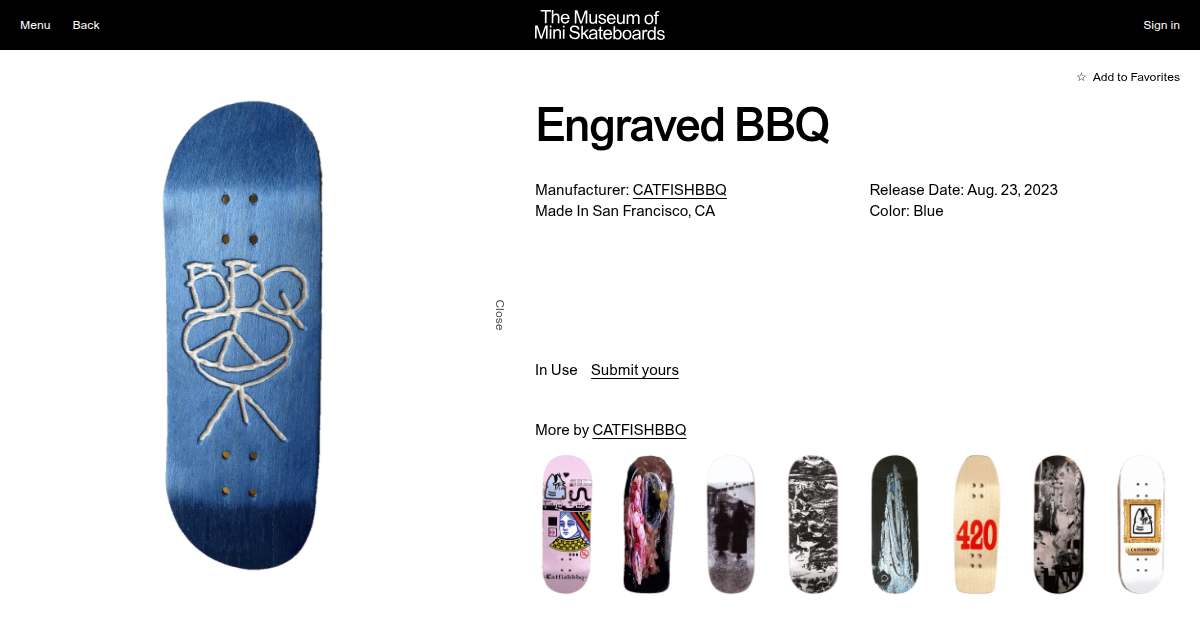 Menu
Back
The Museum of
Mini Skateboards
Sign in
☆ Add to Favorites
Engraved BBQ
Manufacturer: CATFISHBBQ
Made In San Francisco, CA
Release Date: Aug. 23, 2023
Color: Blue
BBQ
Close
In Use
Submit yours
More by CATFISHBBQ
Catfishbbq
420
CATFISHBBQ